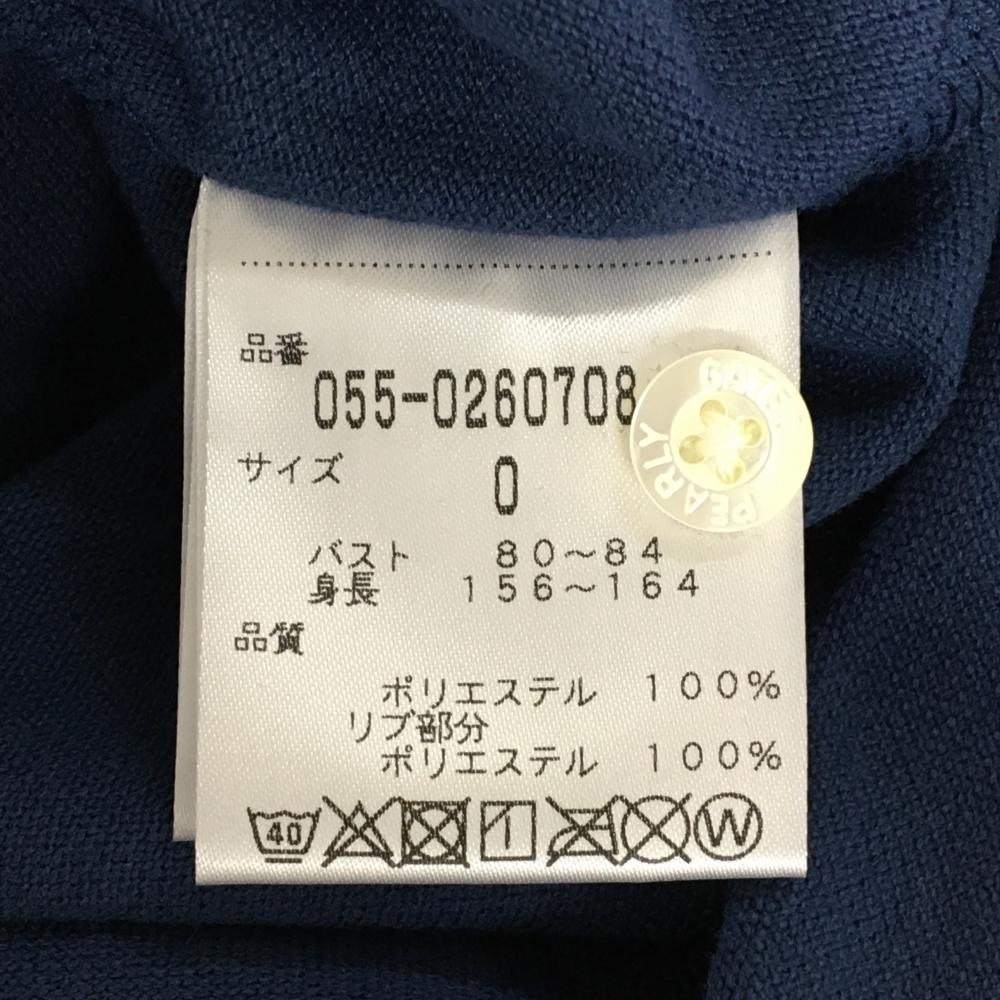 品番
055-0260708
サイズ
0
バスト 80～84
身長 156～164
品質
ポリエステル 100%
リブ部分
ポリエステル 100%
40
W
PEARLY